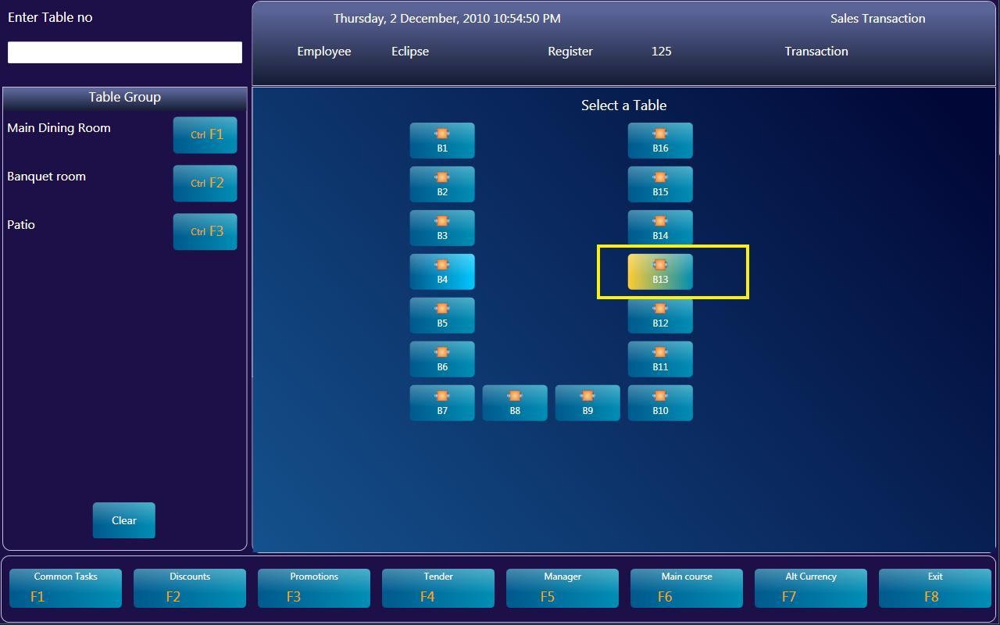 Enter Table no
Thursday, 2 December, 2010 10:54:50 PM Sales Transaction
Employee Eclipse Register 125 Transaction
Table Group
Main Dining Room Ctrl F1
Banquet room Ctrl F2
Patio Ctrl F3
Clear
Select a Table
B1 B16
B2 B15
B3 B14
B4 B13
B5 B12
B6 B11
B7 B8 B9 B10
Common Tasks Discounts Promotions Tender Manager Main course Alt Currency Exit
F1 F2 F3 F4 F5 F6 F7 F8